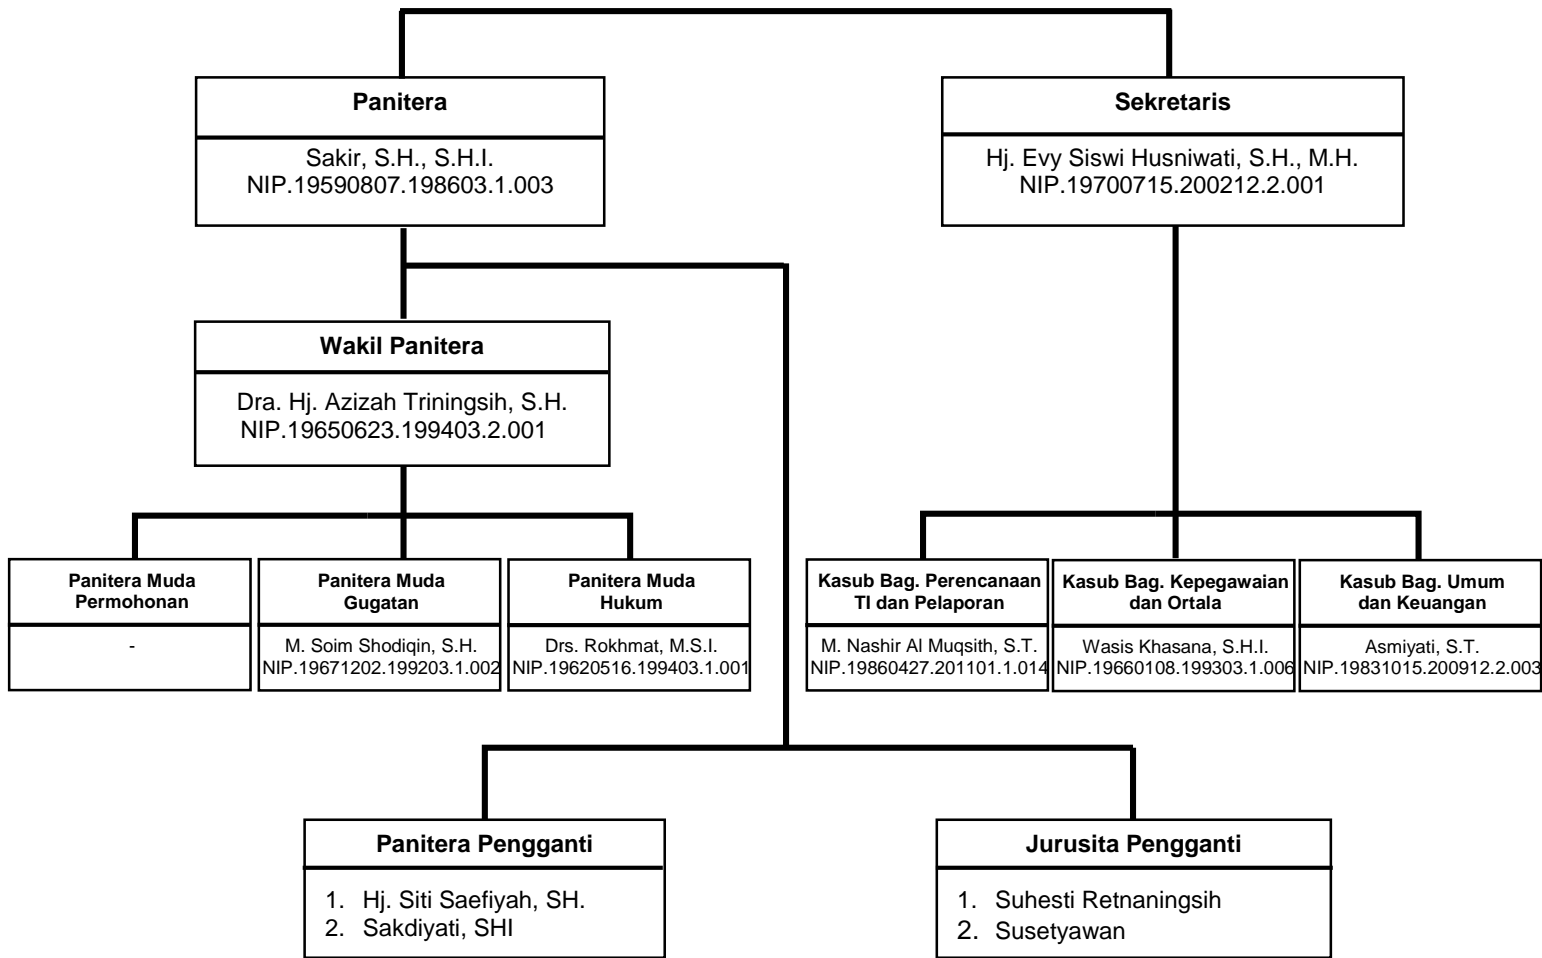 Panitera
Sakir, S.H., S.H.I.
NIP.19590807.198603.1.003
Sekretaris
Hj. Evy Siswi Husniwati, S.H., M.H.
NIP.19700715.200212.2.001
Wakil Panitera
Dra. Hj. Azizah Triningsih, S.H.
NIP.19650623.199403.2.001
Panitera Muda
Permohonan
-
Panitera Muda
Gugatan
M. Soim Shodiqin, S.H.
NIP.19671202.199203.1.002
Panitera Muda
Hukum
Drs. Rokhmat, M.S.I.
NIP.19620516.199403.1.001
Kasub Bag. Perencanaan
TI dan Pelaporan
M. Nashir Al Muqsith, S.T.
NIP.19860427.201101.1.014
Kasub Bag. Kepegawaian
dan Ortala
Wasis Khasana, S.H.I.
NIP.19660108.199303.1.006
Kasub Bag. Umum
dan Keuangan
Asmiyati, S.T.
NIP.19831015.200912.2.003
Panitera Pengganti
1. Hj. Siti Saefiyah, SH.
2. Sakdiyati, SHI
Jurusita Pengganti
1. Suhesti Retnaningsih
2. Susetyawan